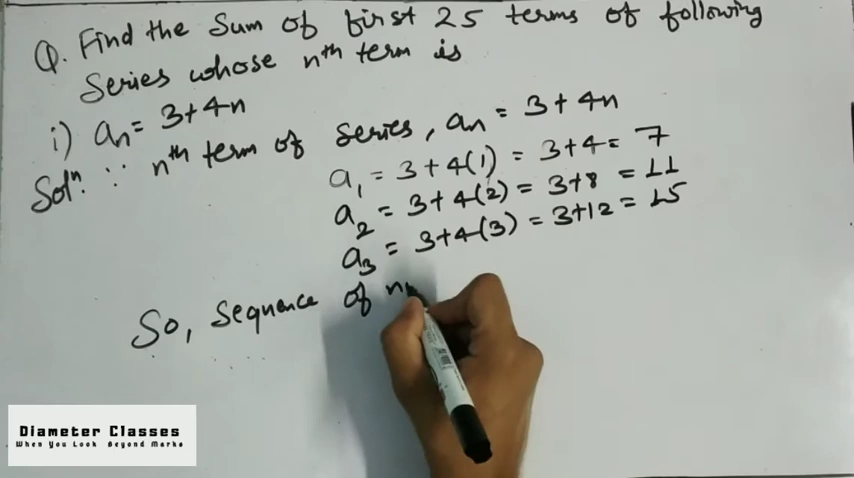 Q. Find the Sum of first 25 terms of following
Series whose nth term is
i) an = 3+4n
Soln: ∵ nth term of series, an = 3+4n
a1 = 3+4(1) = 3+4 = 7
a2 = 3+4(2) = 3+8 = 11
a3 = 3+4(3) = 3+12 = 15
So, Sequence of
Diameter Classes
When You Look Beyond Marks